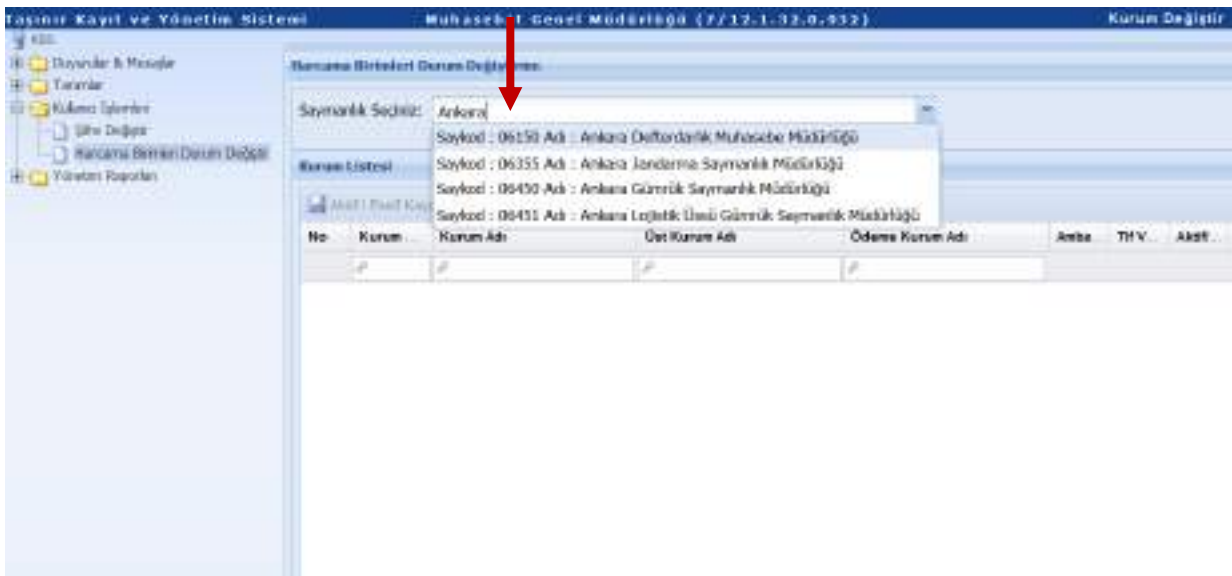 Taşınır Kayıt ve Yönetim Sistemi
Muhasebat Genel Müdürlüğü (7/12.1.32.0.932)
Kurum Değiştir
KBS
Duyurular & Mesajlar
Tanımlar
Kullanıcı İşlemleri
Şifre Değiştir
Harcama Birimleri Durum Değişti
Yönetim Raporları
Harcama Birimleri Durum
Saymanlık Seçiniz: Ankara
Saykod : 06150 Adı : Ankara Defterdarlık Muhasebe Müdürlüğü
Saykod : 06355 Adı : Ankara Jandarma Saymanlık Müdürlüğü
Saykod : 06450 Adı : Ankara Gümrük Saymanlık Müdürlüğü
Saykod : 06451 Adı : Ankara Lojistik Üssü Gümrük Saymanlık Müdürlüğü
Kurum Listesi
No Kurum ... Kurum Adı Üst Kurum Adı Ödeme Kurum Adı Amba Tif V... Aktif ...